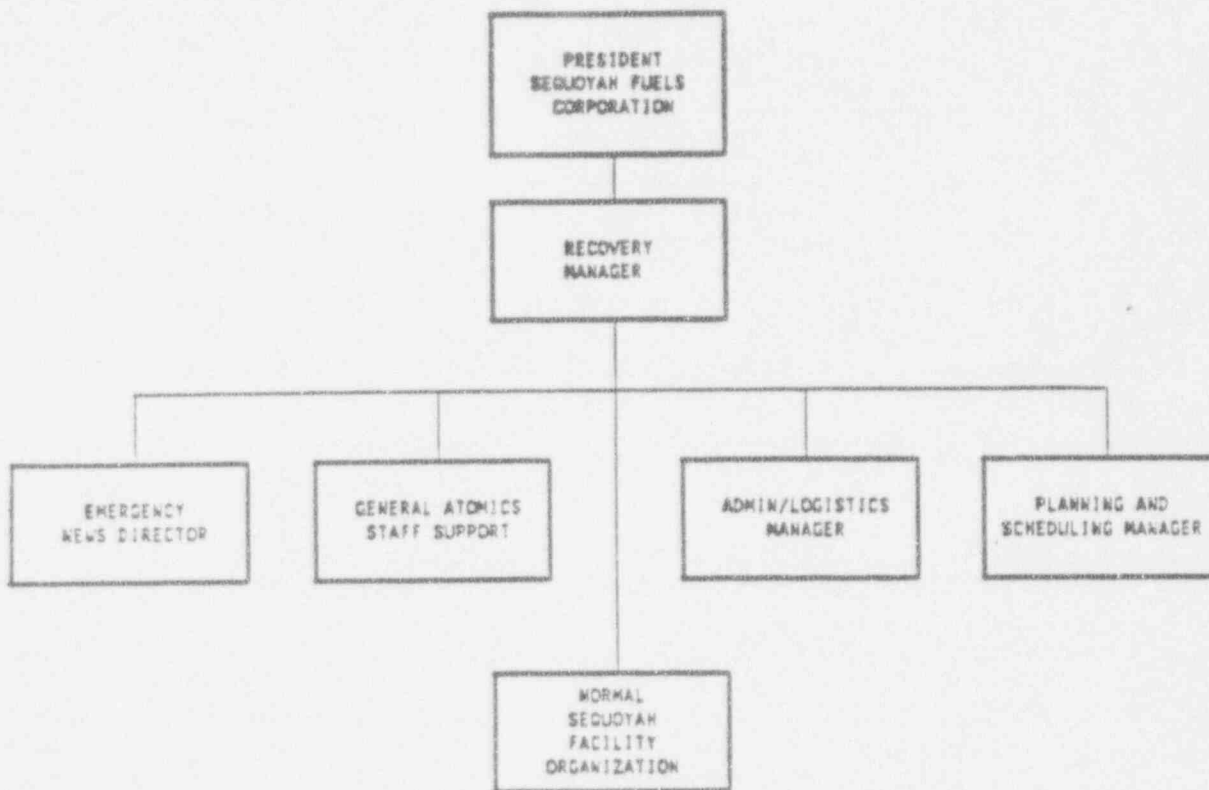 PRESIDENT
SEQUOYAH FUELS
CORPORATION
RECOVERY
MANAGER
EMERGENCY
NEWS DIRECTOR
GENERAL ATOMICS
STAFF SUPPORT
ADMIN/LOGISTICS
MANAGER
PLANNING AND
SCHEDULING MANAGER
NORMAL
SEQUOYAH
FACILITY
ORGANIZATION